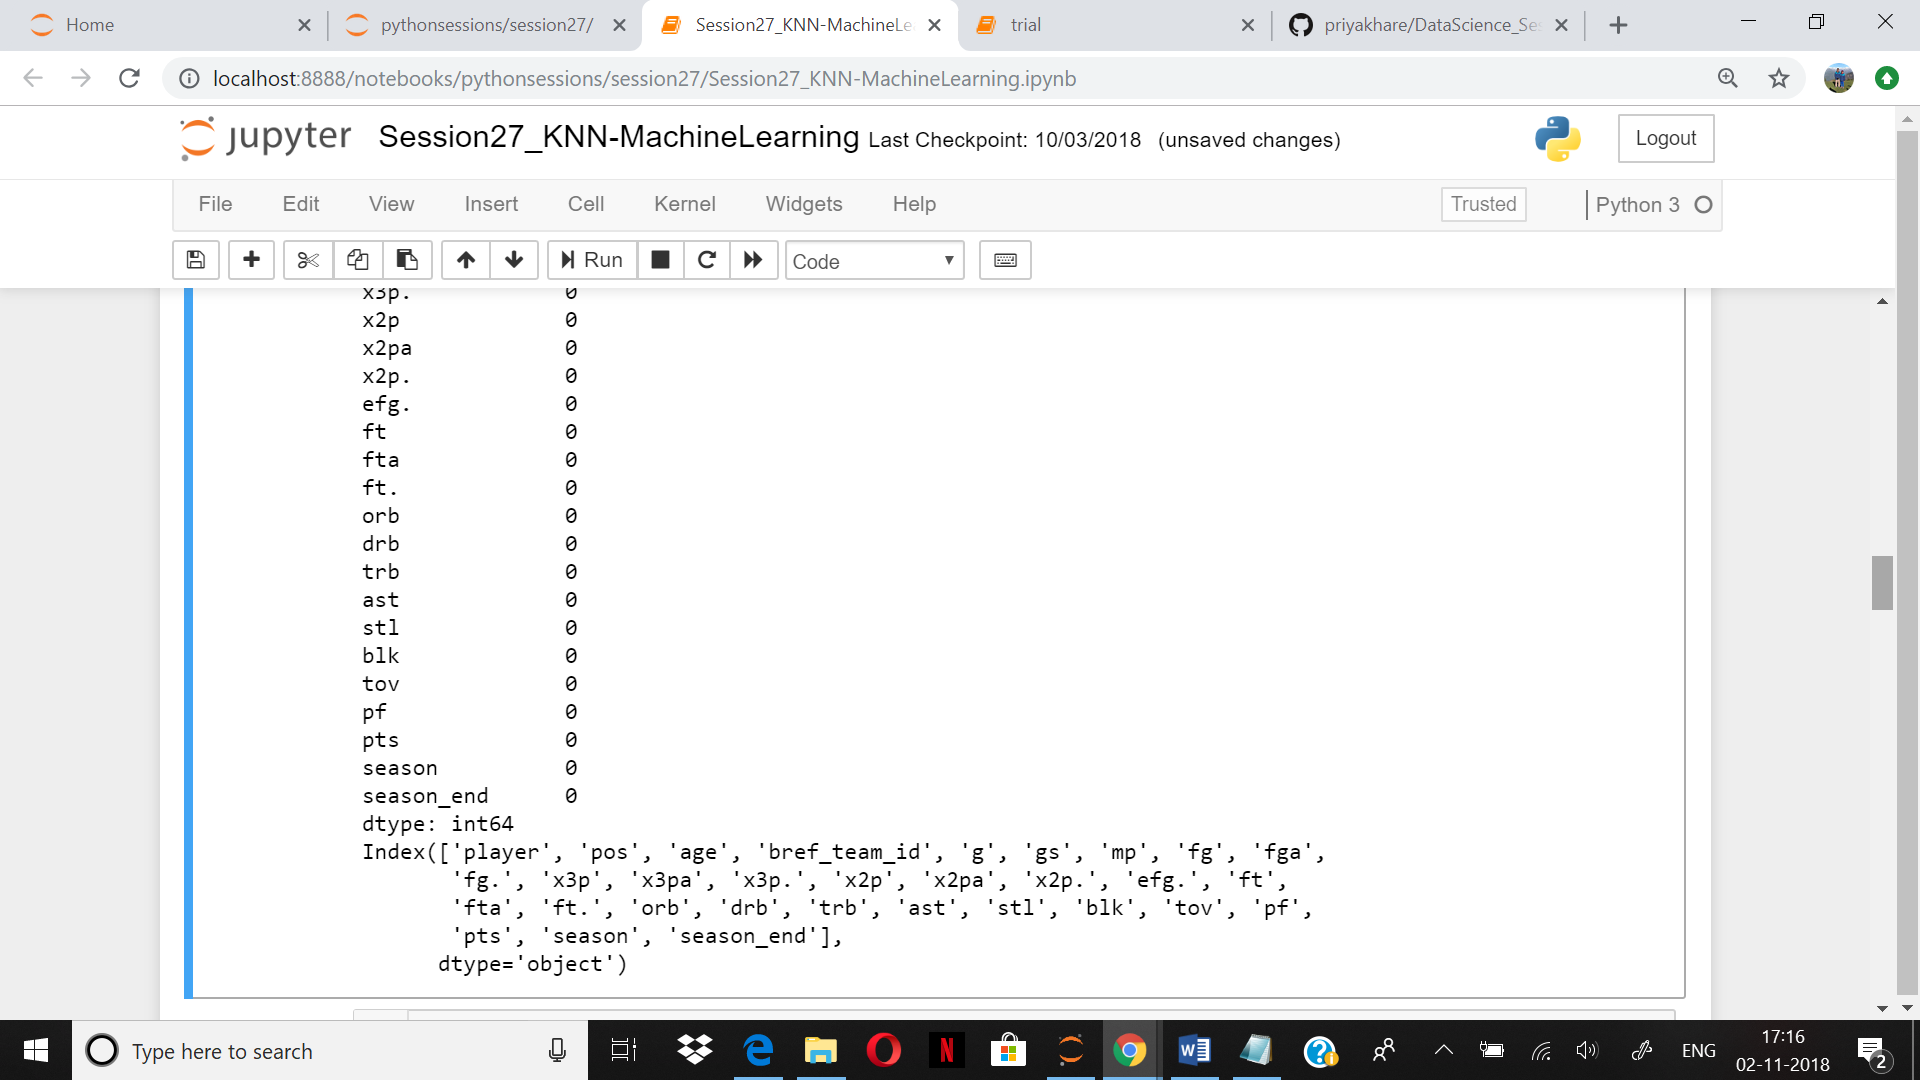 Home
pythonsessions/session27/
Session27_KNN-MachineLe
trial
priyakhare/DataScience_Se
localhost:8888/notebooks/pythonsessions/session27/Session27_KNN-MachineLearning.ipynb
jupyter Session27_KNN-MachineLearning Last Checkpoint: 10/03/2018 (unsaved changes)
Logout
File Edit View Insert Cell Kernel Widgets Help
Trusted
Python 3
Run
Code
x3p. 0
x2p 0
x2pa 0
x2p. 0
efg. 0
ft 0
fta 0
ft. 0
orb 0
drb 0
trb 0
ast 0
stl 0
blk 0
tov 0
pf 0
pts 0
season 0
season_end 0
dtype: int64
Index(['player', 'pos', 'age', 'bref_team_id', 'g', 'gs', 'mp', 'fg', 'fga',
'fg.', 'x3p', 'x3pa', 'x3p.', 'x2p', 'x2pa', 'x2p.', 'efg.', 'ft',
'fta', 'ft.', 'orb', 'drb', 'trb', 'ast', 'stl', 'blk', 'tov', 'pf',
'pts', 'season', 'season_end'],
dtype='object')
Type here to search
ENG
17:16
02-11-2018
2